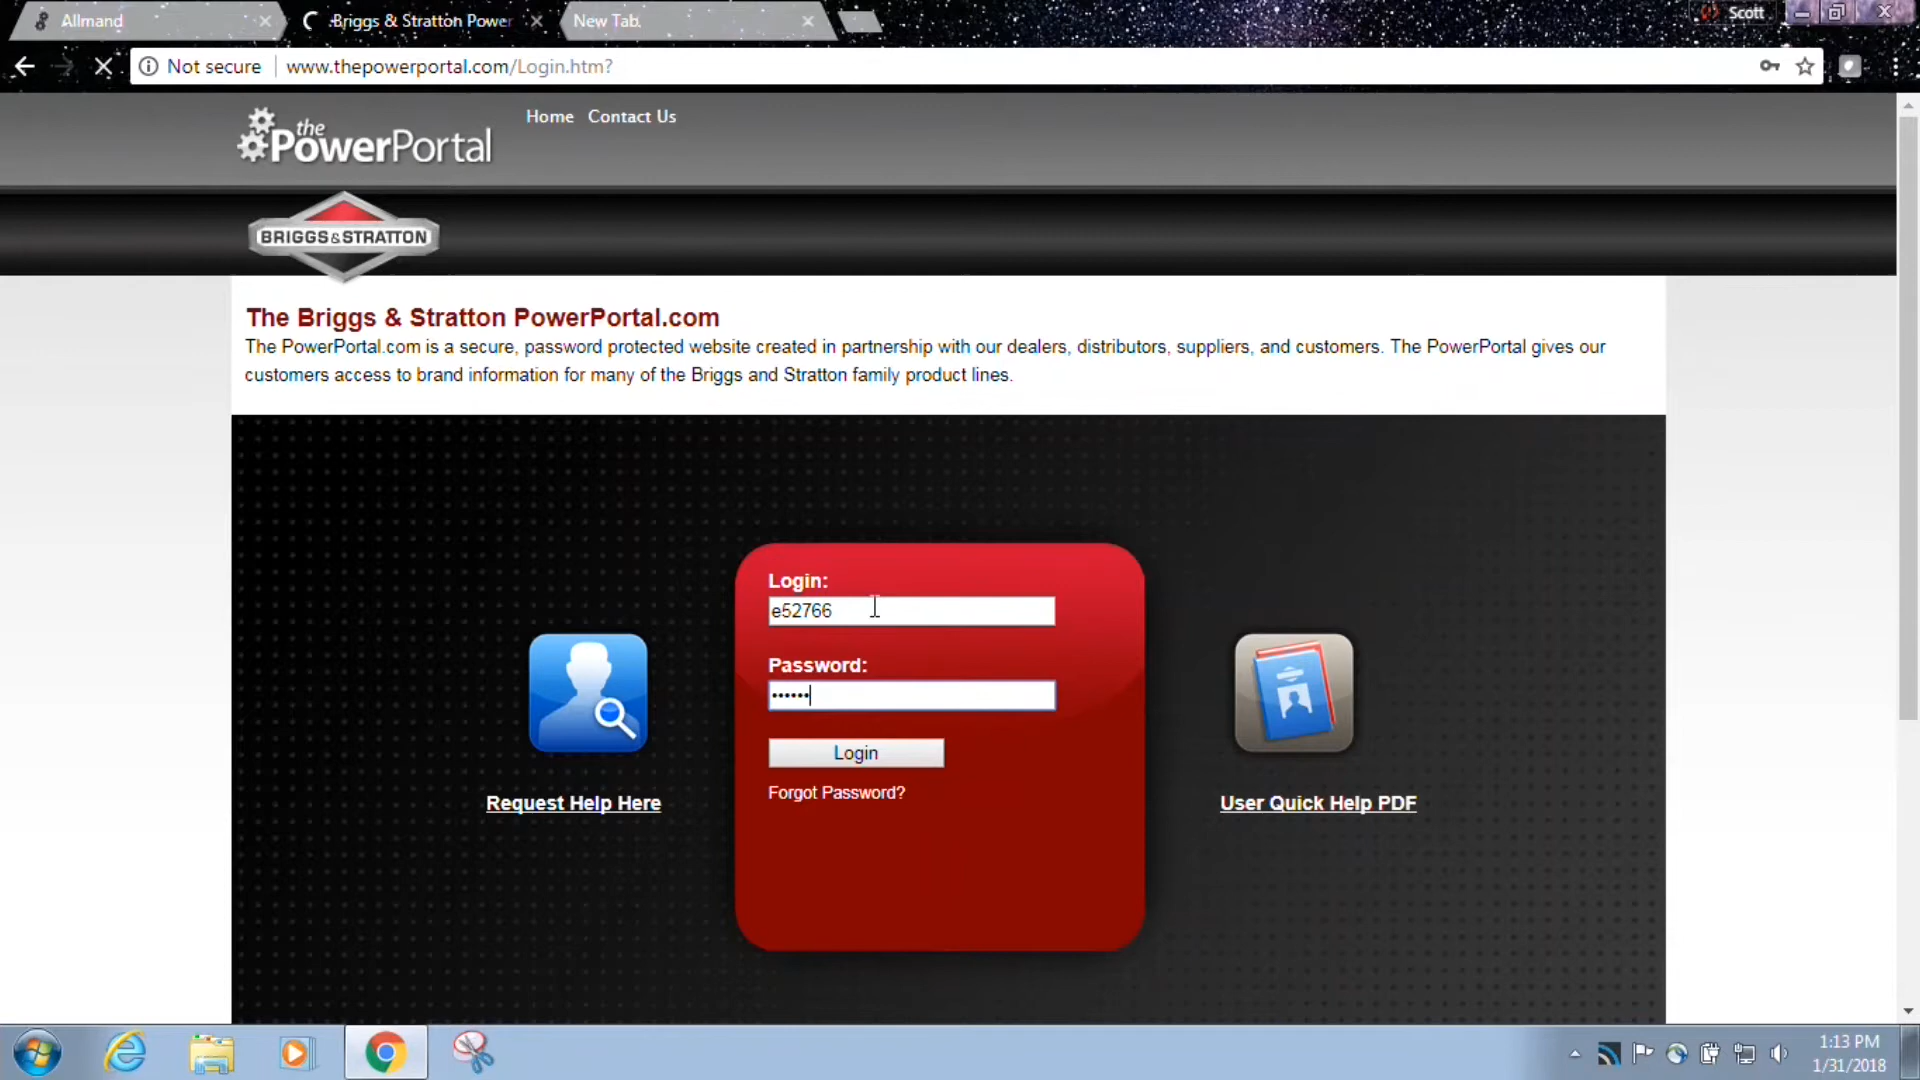 Allmand
Briggs & Stratton Power
New Tab
Scott
Not secure
www.thepowerportal.com/Login.htm?
the
PowerPortal
Home
Contact Us
BRIGGS&STRATTON
The Briggs & Stratton PowerPortal.com
The PowerPortal.com is a secure, password protected website created in partnership with our dealers, distributors, suppliers, and customers. The PowerPortal gives our
customers access to brand information for many of the Briggs and Stratton family product lines.
Login:
e52766
Password:
••••••
Login
Forgot Password?
Request Help Here
User Quick Help PDF
1:13 PM
1/31/2018